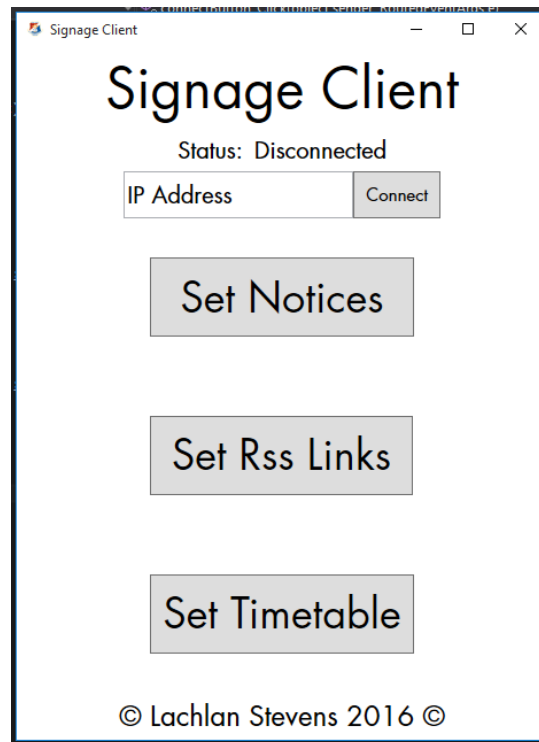 Signage Client
Signage Client
Status: Disconnected
IP Address Connect
Set Notices
Set Rss Links
Set Timetable
© Lachlan Stevens 2016 ©